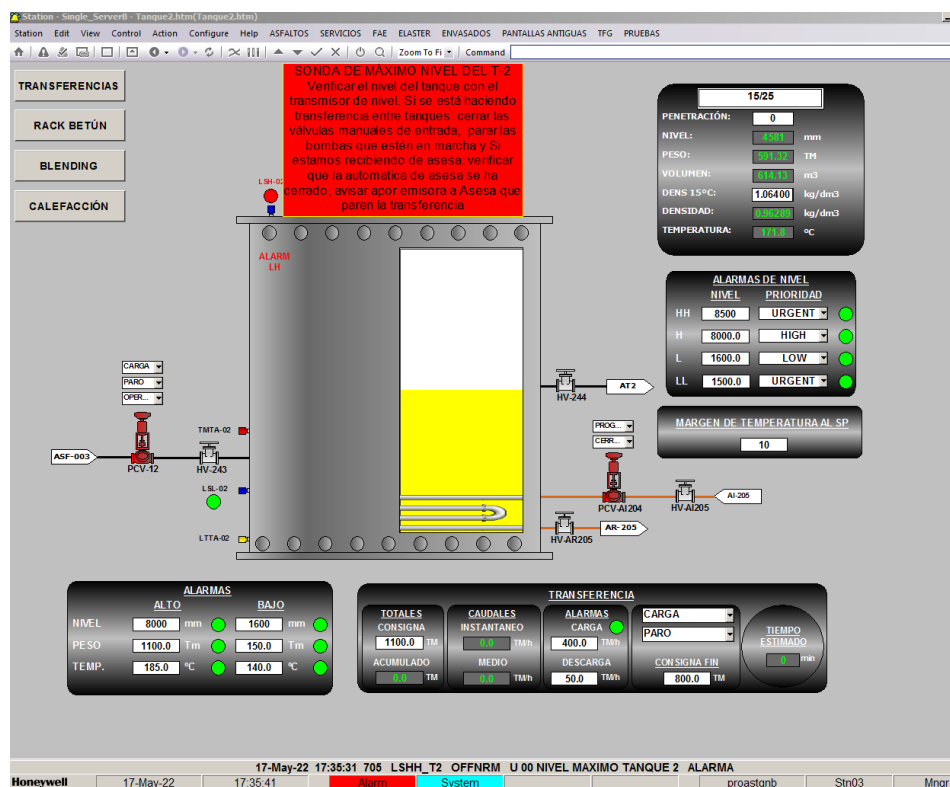 Station - Single_ServerB - Tanque2.htm(Tanque2.htm)
Station Edit View Control Action Configure Help ASFALTOS SERVICIOS FAE ELASTER ENVASADOS PANTALLAS ANTIGUAS TFG PRUEBAS
Zoom To Fi Command
TRANSFERENCIAS
RACK BETÚN
BLENDING
CALEFACCIÓN
SONDA DE MÁXIMO NIVEL DEL T-2
Verificar el nivel del tanque con el
transmisor de nivel. Si se está haciendo
transferencia entre tanques: cerrar las
válvulas manuales de entrada, parar las
bombas que estén en marcha y Si
estamos recibiendo de asesa: verificar
que la automatica de asesa se ha
cerrado, avisar apor emisora a Asesa que
paren la transferencia
LSH-02
ALARM
LH
15/25
PENETRACIÓN: 0
NIVEL: 4581 mm
PESO: 591.32 TM
VOLUMEN: 614.13 m3
DENS 15ºC: 1.06400 kg/dm3
DENSIDAD: 0.96289 kg/dm3
TEMPERATURA: 171.8 ºC
ALARMAS DE NIVEL
NIVEL PRIORIDAD
HH 8500 URGENT
H 8000.0 HIGH
L 1600.0 LOW
LL 1500.0 URGENT
MARGEN DE TEMPERATURA AL SP
10
CARGA
PARO
OPER...
ASF-003
PCV-12
HV-243
TMTA-02
LSL-02
LTTA-02
HV-244
AT2
PROG...
CERR...
PCV-AI204
HV-AI205
AI-205
HV-AR205
AR-205
ALARMAS
ALTO BAJO
NIVEL 8000 mm 1600 mm
PESO 1100.0 Tm 150.0 Tm
TEMP. 185.0 ºC 140.0 ºC
TRANSFERENCIA
TOTALES
CONSIGNA
1100.0 TM
ACUMULADO
0.0 TM
CAUDALES
INSTANTANEO
0.0 TM/h
MEDIO
0.0 TM/h
ALARMAS
CARGA
400.0 TM/h
DESCARGA
50.0 TM/h
CARGA
PARO
CONSIGNA FIN
800.0 TM
TIEMPO
ESTIMADO
0 min
17-May-22 17:35:31 705 LSHH_T2 OFFNRM U 00 NIVEL MAXIMO TANQUE 2 ALARMA
Honeywell 17-May-22 17:35:41 Alarm System proastqnb Stn03 Mngr